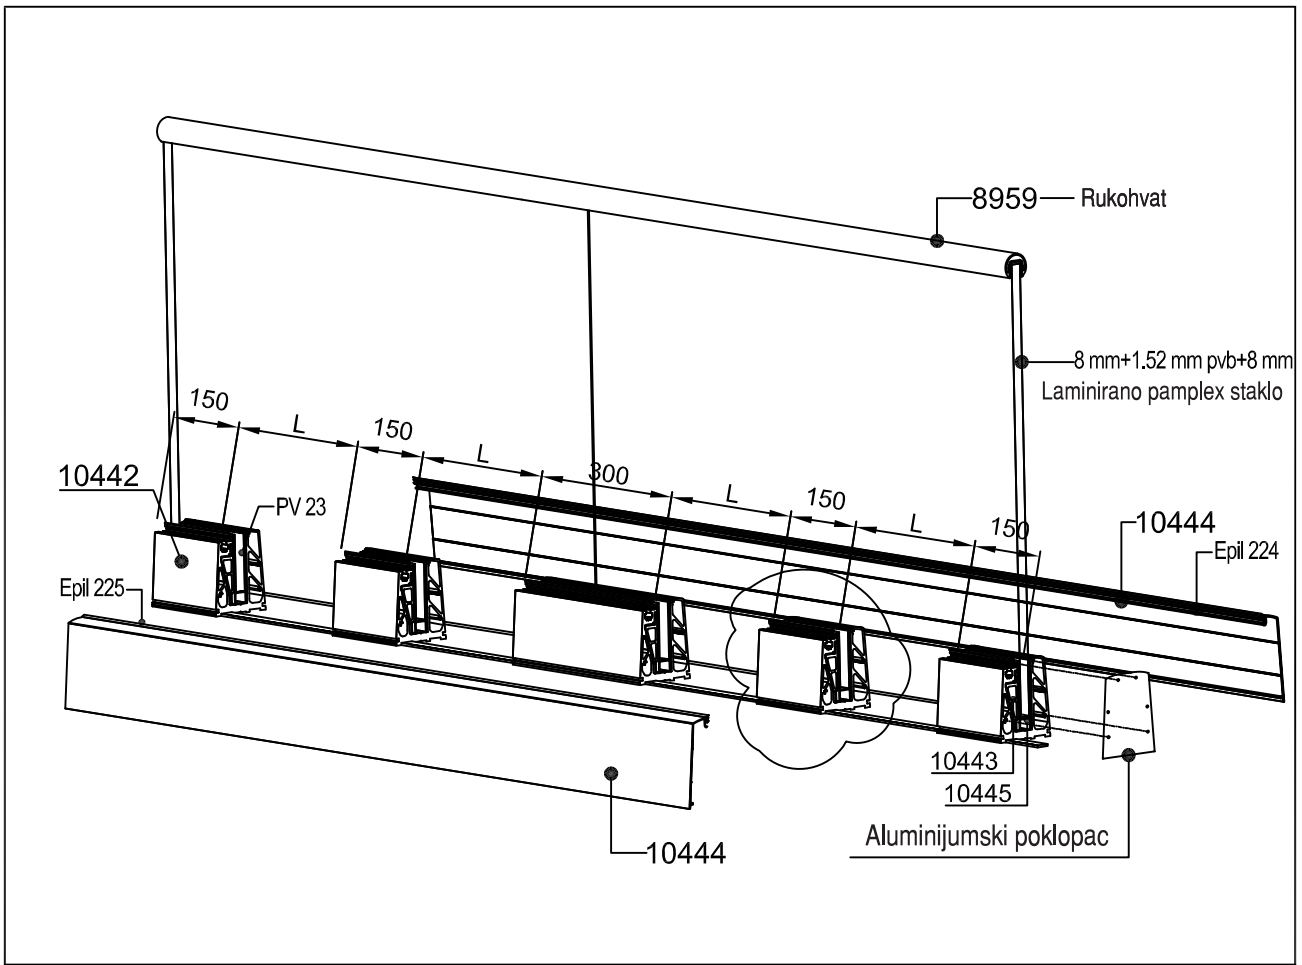 8959 Rukohvat
8 mm+1.52 mm pvb+8 mm
Laminirano pamplex staklo
150
L
150
L
300
L
150
L
150
10442
PV 23
10444
Epil 224
Epil 225
10443
10445
Aluminijumski poklopac
10444